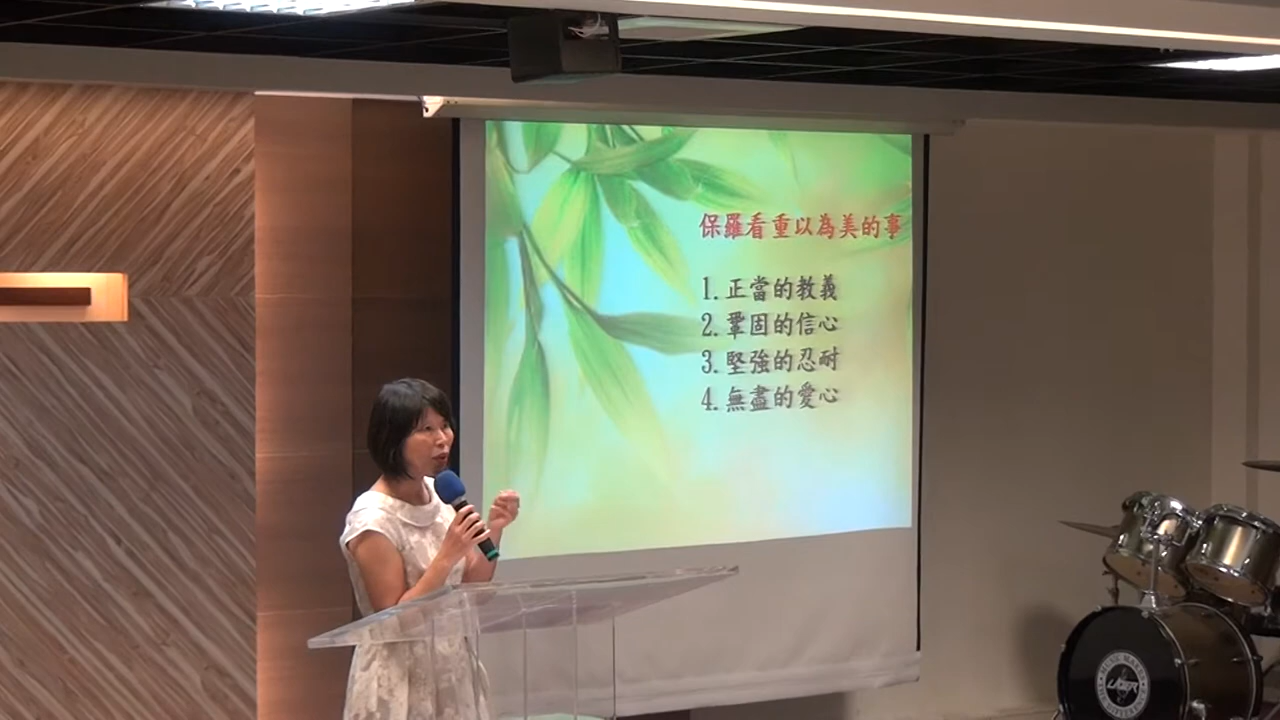 保羅看重以為美的事
1. 正當的教義
2. 鞏固的信心
3. 堅強的忍耐
4. 無盡的愛心